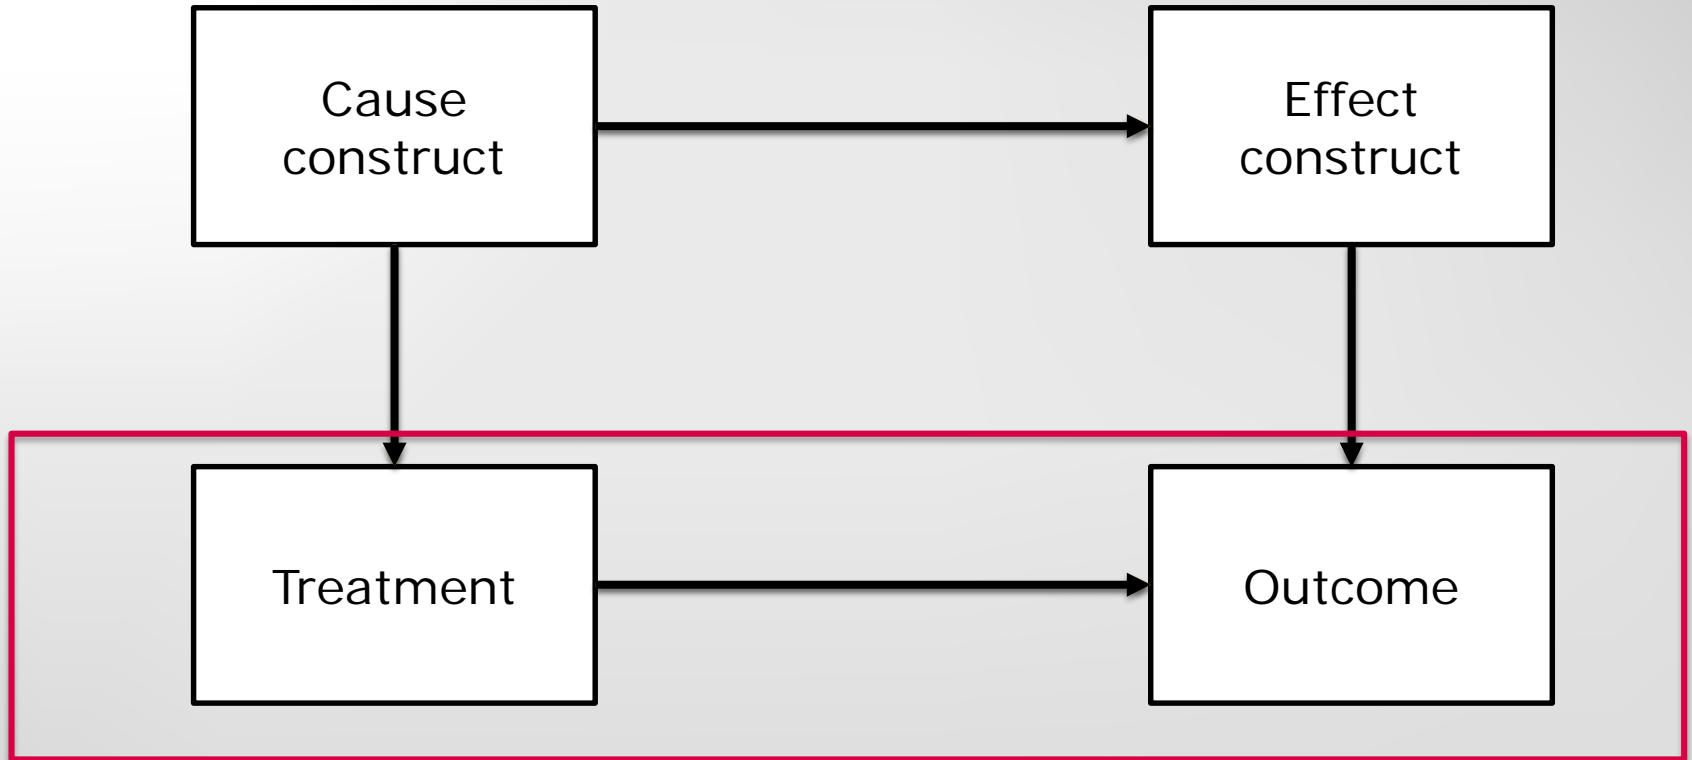 Cause
construct
Effect
construct
Treatment
Outcome